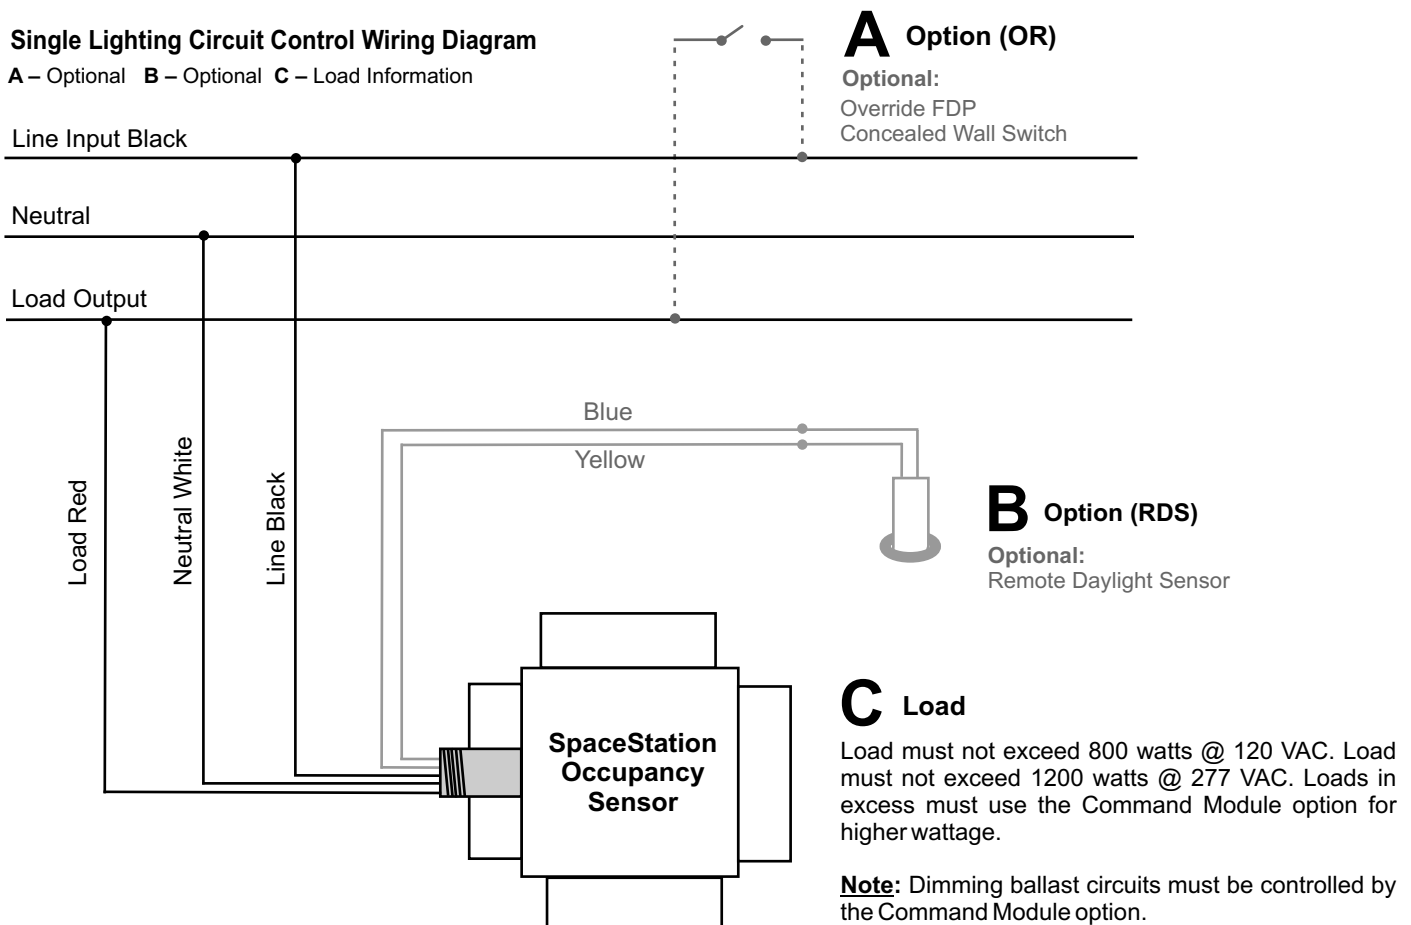 Single Lighting Circuit Control Wiring Diagram
A – Optional B – Optional C – Load Information
A Option (OR)
Optional:
Override FDP
Concealed Wall Switch
Line Input Black
Neutral
Load Output
Blue
Yellow
Load Red
Neutral White
Line Black
B Option (RDS)
Optional:
Remote Daylight Sensor
SpaceStation
Occupancy
Sensor
C Load
Load must not exceed 800 watts @ 120 VAC. Load
must not exceed 1200 watts @ 277 VAC. Loads in
excess must use the Command Module option for
higher wattage.
Note: Dimming ballast circuits must be controlled by
the Command Module option.